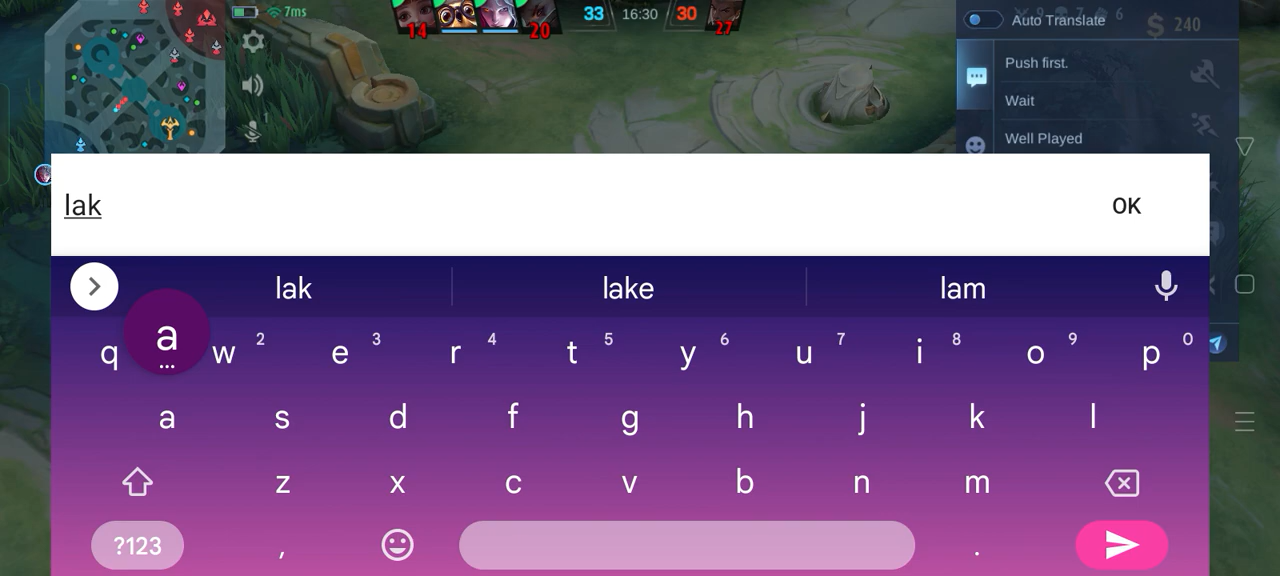 7ms
14
20
33
16:30
30
27
Auto Translate
240
Push first.
Wait
Well Played
lak
OK
lak lake lam
a
q w 2 e 3 r 4 t 5 y 6 u 7 i 8 o 9 p 0
a s d f g h j k l
z x c v b n m
?123 , .